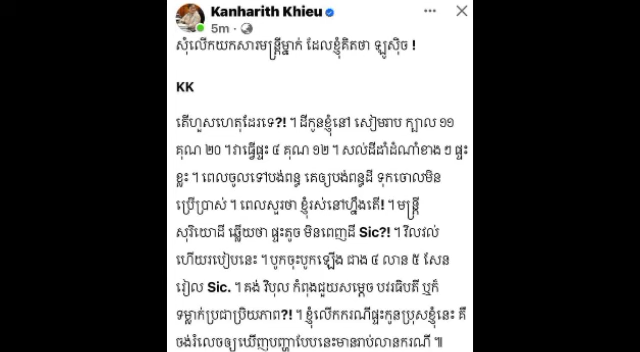 Kanharith Khieu
5m ·
សុំលើកយកសារមន្ត្រីម្នាក់ ដែលខ្ញុំគិតថា ឡូស៊ិច !
KK
តើហួសហេតុដែរទេ?! ។ ដីកូនខ្ញុំនៅ សៀមរាប ក្បាល ១១
គុណ ២០ ។ វាធ្វើផ្ទះ ៤ គុណ ១២ ។ សល់ដីដាំដំណាំខាងៗ ផ្ទះ
ខ្លះ ។ ពេលចូលទៅបង់ពន្ធ គេឲ្យបង់ពន្ធដី ទុកចោលមិន
ប្រើប្រាស់ ។ ពេលសួរថា ខ្ញុំរស់នៅហ្នឹងតើ! ។ មន្ត្រី
សុរិយោដី ឆ្លើយថា ផ្ទះតូច មិនពេញដី Sic?! ។ វិលវល់
ហើយរបៀបនេះ ។ បូកចុះបូកឡើង ជាង ៤ លាន ៥ សែន
រៀល Sic. ។ គង់ វិបុល កំពុងជួយសម្តេច បវរធិបតី ឬក៏
ទម្លាក់ប្រជាប្រិយភាព?! ។ ខ្ញុំលើកករណីផ្ទះកូនប្រុសខ្ញុំនេះ គឺ
ចង់រំលេចឲ្យឃើញបញ្ហាបែបនេះមានរាប់លានករណី ៕